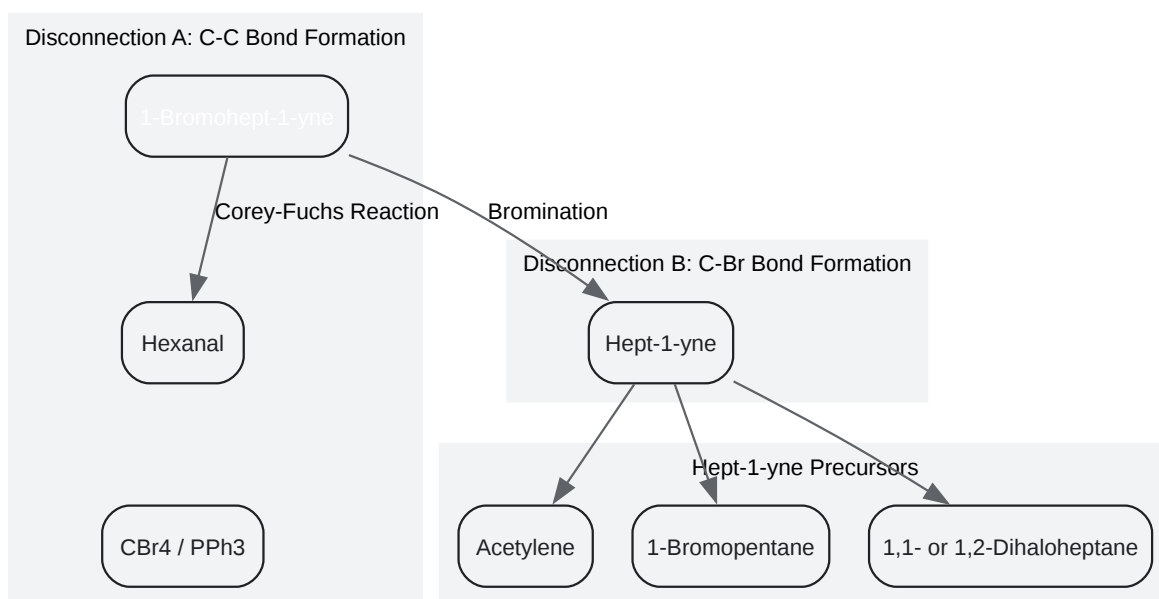 Disconnection A: C-C Bond Formation
1-Bromohept-1-yne
Corey-Fuchs Reaction
Bromination
Disconnection B: C-Br Bond Formation
Hexanal
Hept-1-yne
Hept-1-yne Precursors
CBr4 / PPh3
Acetylene
1-Bromopentane
1,1- or 1,2-Dihaloheptane